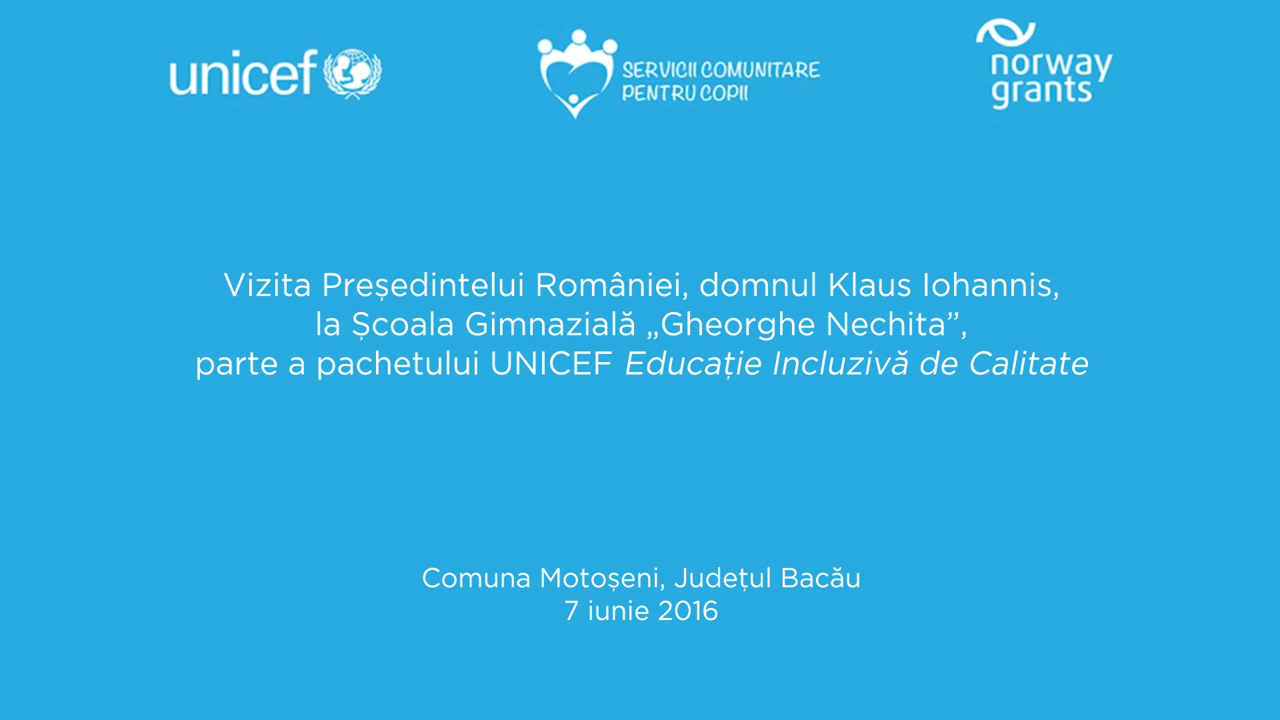 unicef
SERVICII COMUNITARE
PENTRU COPII
norway
grants
Vizita Președintelui României, domnul Klaus Iohannis,
la Școala Gimnazială „Gheorghe Nechita”,
parte a pachetului UNICEF Educație Incluzivă de Calitate
Comuna Motoșeni, Județul Bacău
7 iunie 2016